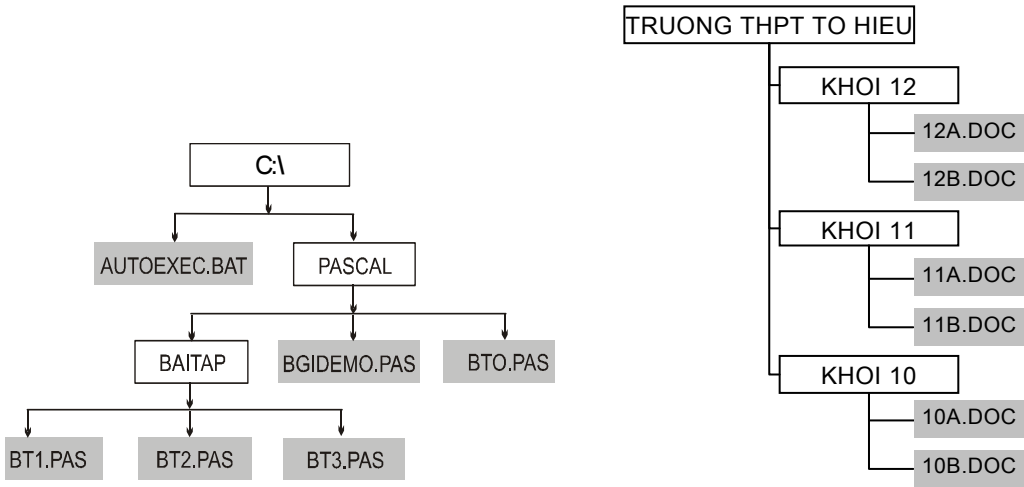 C:\
AUTOEXEC.BAT
PASCAL
BAITAP
BGIDEMO.PAS
BTO.PAS
BT1.PAS
BT2.PAS
BT3.PAS
TRUONG THPT TO HIEU
KHOI 12
12A.DOC
12B.DOC
KHOI 11
11A.DOC
11B.DOC
KHOI 10
10A.DOC
10B.DOC